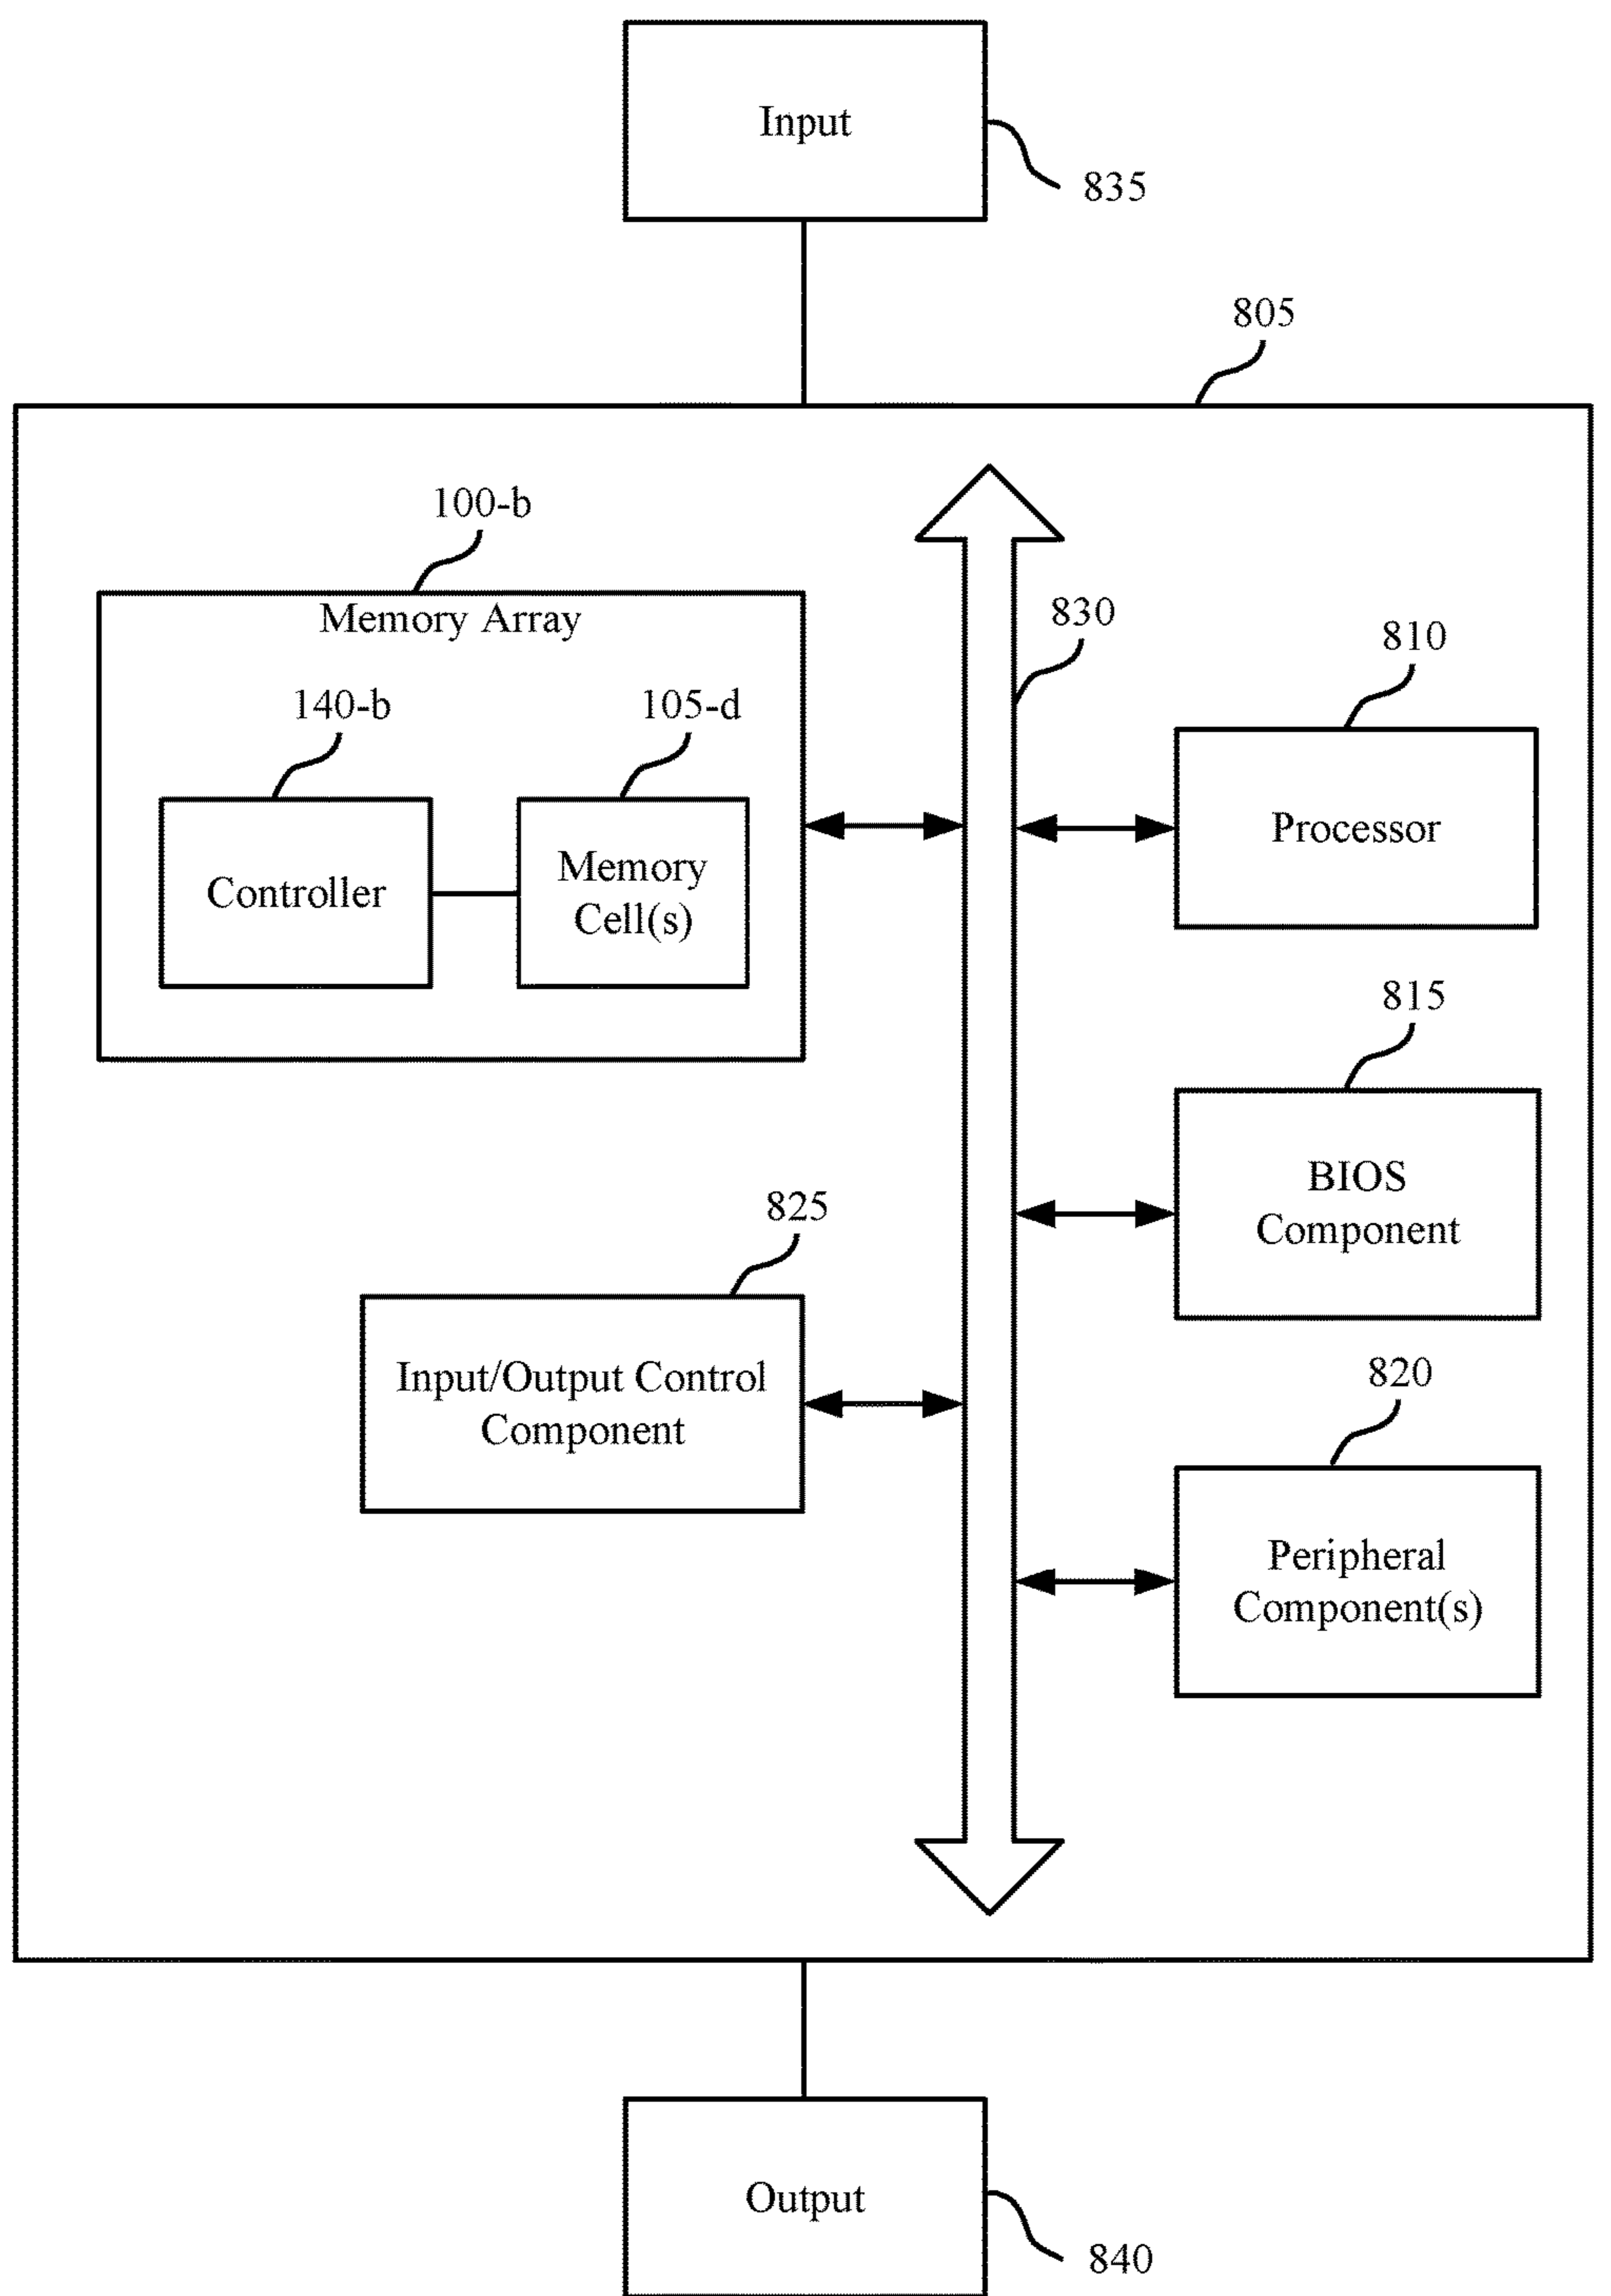 Input
835
805
100-b
Memory Array
830
810
140-b
105-d
Processor
Controller
Memory
Cell(s)
815
BIOS
Component
825
Input/Output Control
Component
820
Peripheral
Component(s)
Output
840